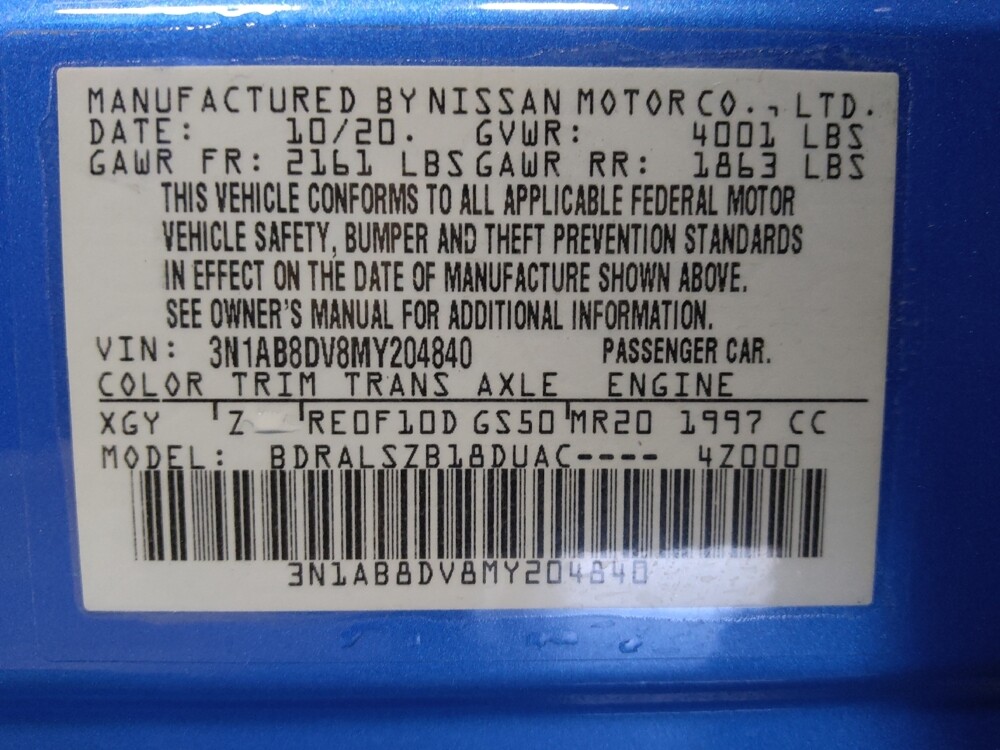 MANUFACTURED BY NISSAN MOTOR CO., LTD.
DATE: 10/20. GVWR: 4001 LBS
GAWR FR: 2161 LBS GAWR RR: 1863 LBS
THIS VEHICLE CONFORMS TO ALL APPLICABLE FEDERAL MOTOR
VEHICLE SAFETY, BUMPER AND THEFT PREVENTION STANDARDS
IN EFFECT ON THE DATE OF MANUFACTURE SHOWN ABOVE.
SEE OWNER'S MANUAL FOR ADDITIONAL INFORMATION.
VIN: 3N1AB8DV8MY204840 PASSENGER CAR.
COLOR TRIM TRANS AXLE ENGINE
XGY Z RE0F10D GS50 MR20 1997 CC
MODEL: BDRALSZB18DUAC---- 4Z000
3N1AB8DV8MY204840